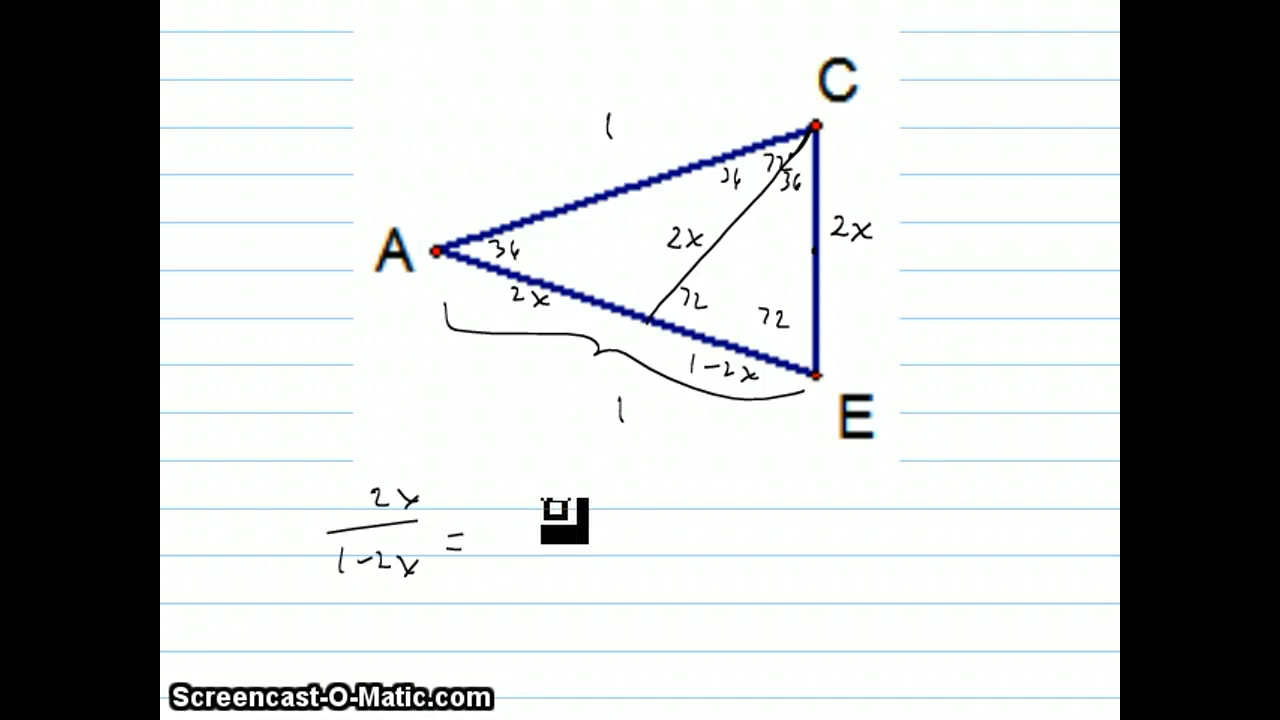 C
1
72
36
36
A
36
2x
2x
2x
72
72
1-2x
1
E
2x
1-2x =
Screencast-O-Matic.com